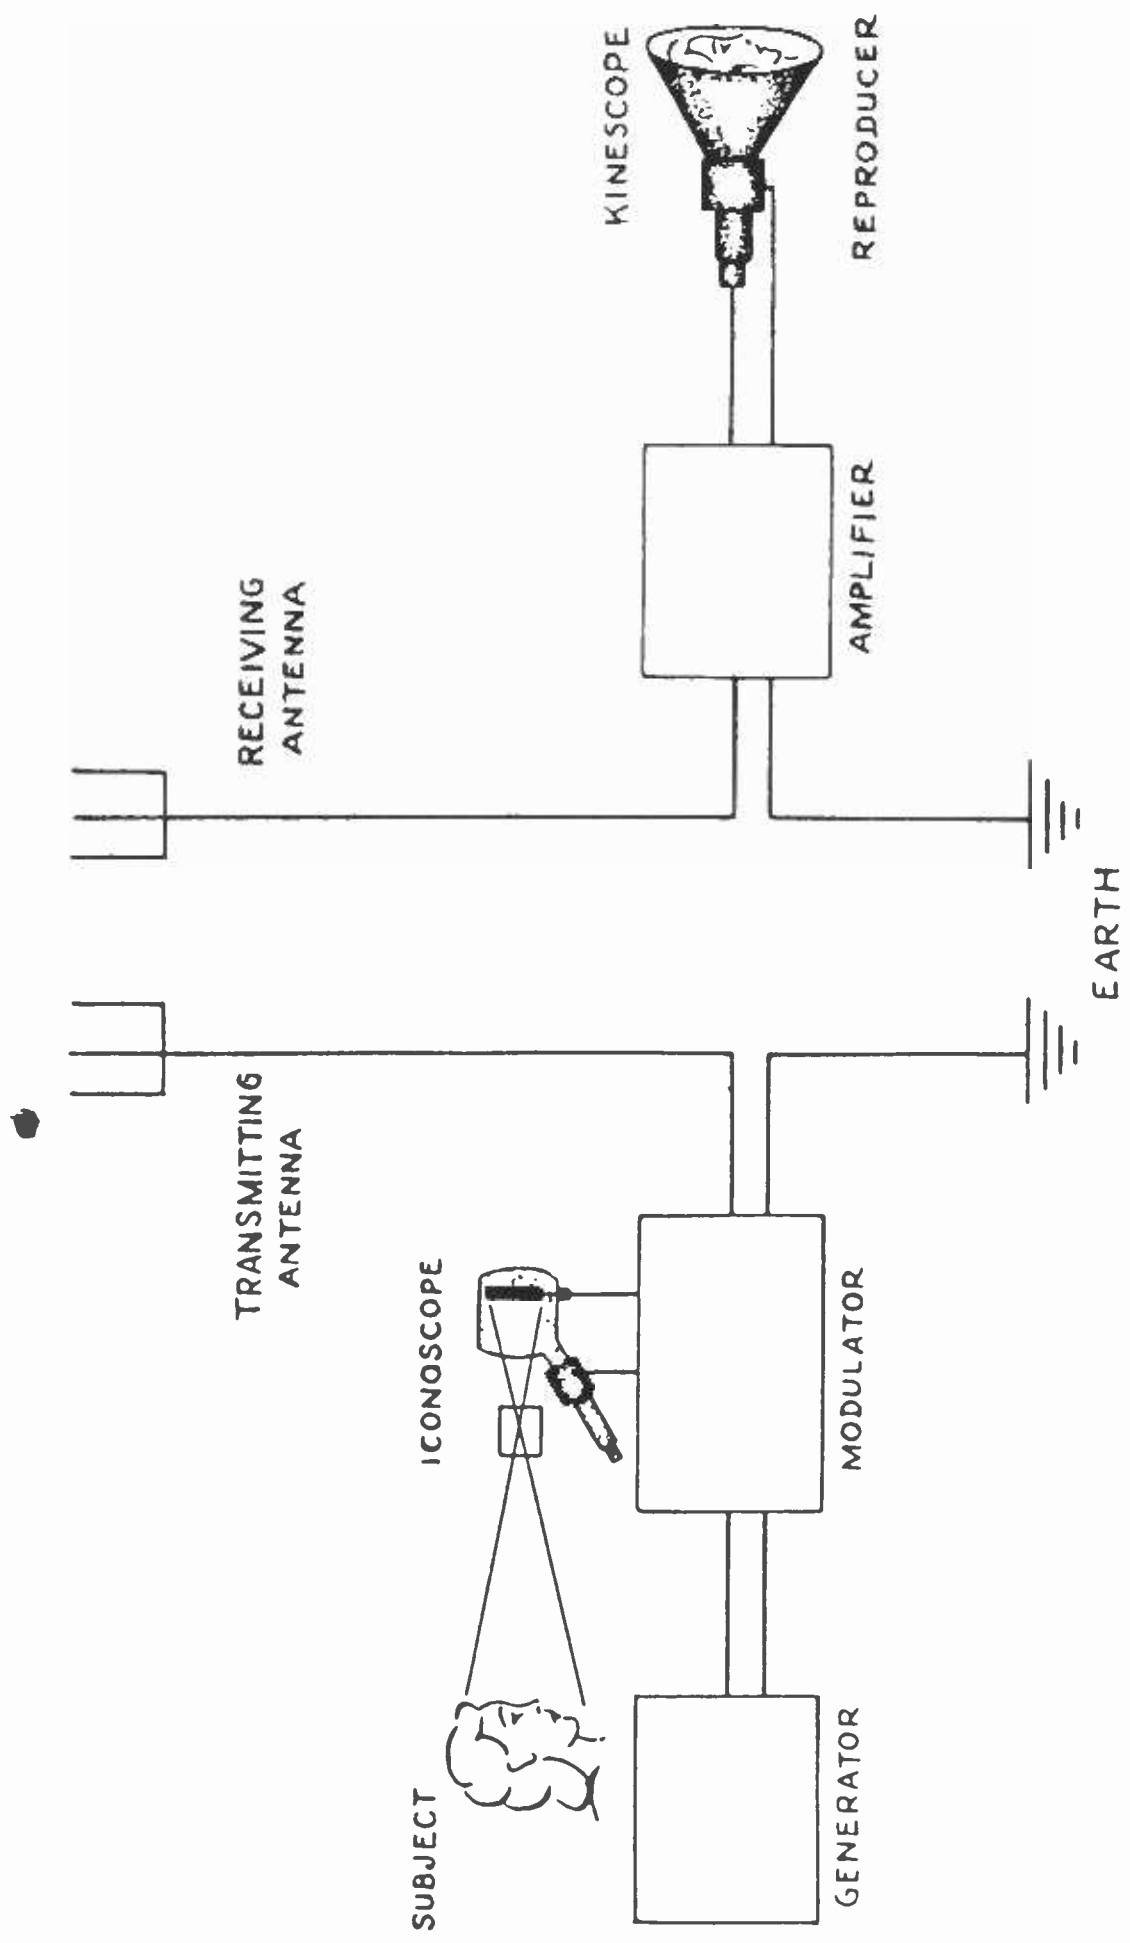 SUBJECT
ICONOSCOPE
TRANSMITTING
ANTENNA
RECEIVING
ANTENNA
KINESCOPE
GENERATOR
MODULATOR
EARTH
AMPLIFIER
REPRODUCER